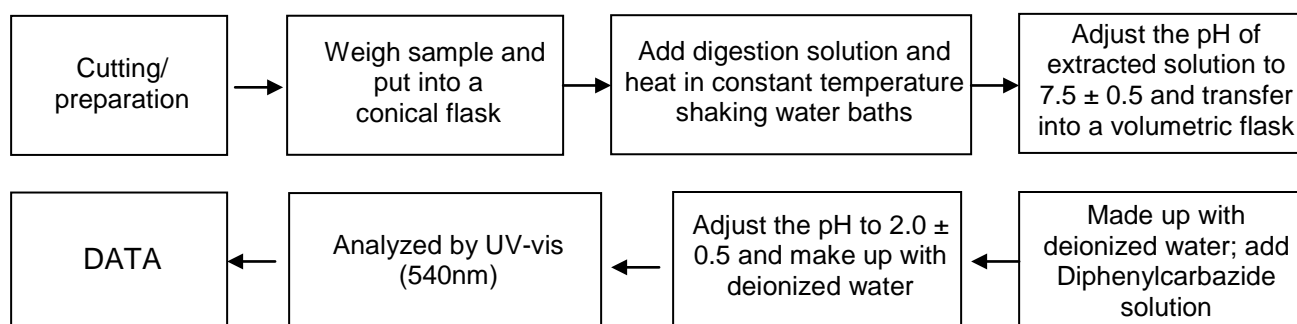 Cutting/
preparation
Weigh sample and
put into a
conical flask
Add digestion solution and
heat in constant temperature
shaking water baths
Adjust the pH of
extracted solution to
7.5 ± 0.5 and transfer
into a volumetric flask
Made up with
deionized water; add
Diphenylcarbazide
solution
Adjust the pH to 2.0 ±
0.5 and make up with
deionized water
Analyzed by UV-vis
(540nm)
DATA